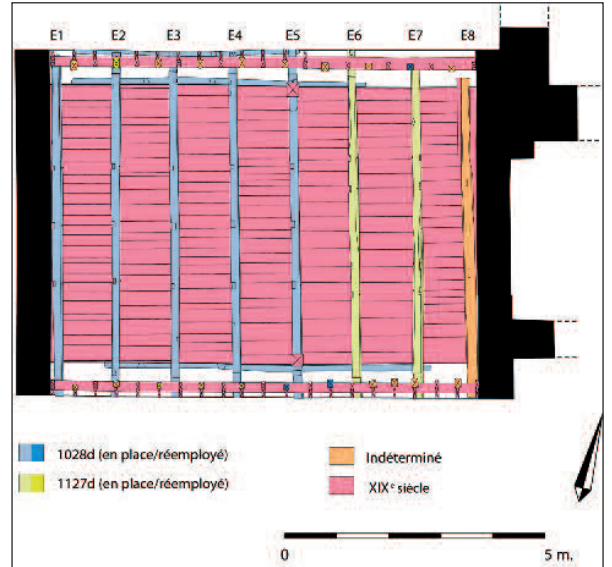 E1 E2 E3 E4 E5 E6 E7 E8
1028d (en place/réemployé)
1127d (en place/réemployé)
Indéterminé
XIXe siècle
0 5 m.